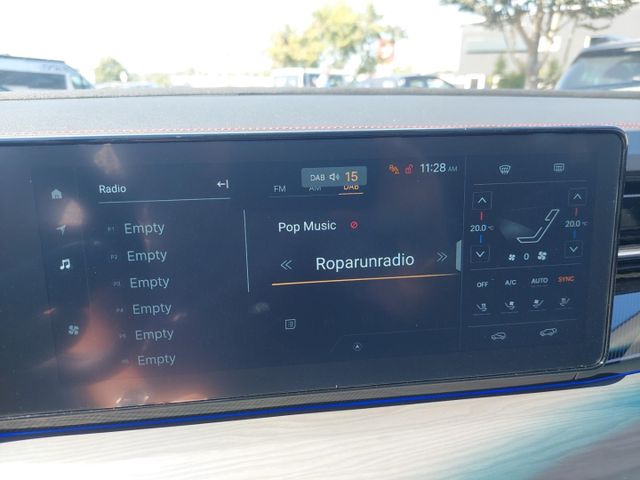 DAB 15
11:28 AM
Radio
FM AM DAB
P1 Empty
P2 Empty
P3 Empty
P4 Empty
P5 Empty
P6 Empty
Pop Music
Roparunradio
20.0 °C
0
20.0 °C
OFF A/C AUTO SYNC